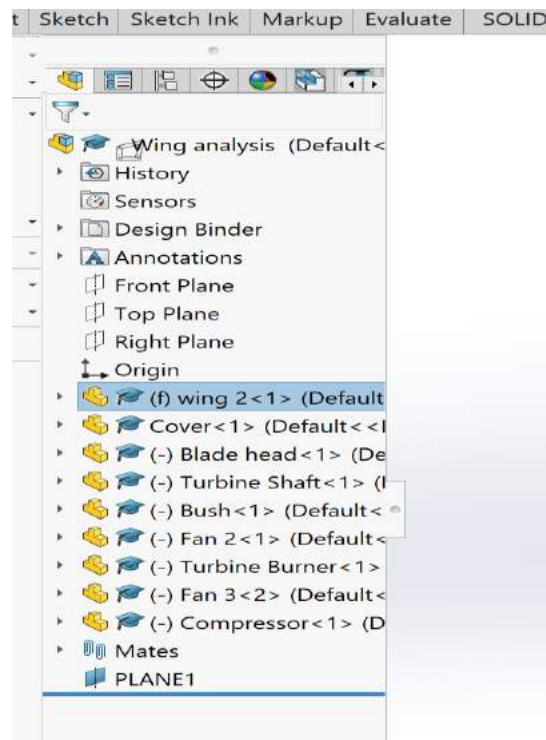 t Sketch Sketch Ink Markup Evaluate SOLID
Wing analysis (Default<
History
Sensors
Design Binder
Annotations
Front Plane
Top Plane
Right Plane
Origin
(f) wing 2<1> (Default
Cover<1> (Default<<
(-) Blade head<1> (De
(-) Turbine Shaft<1> (
(-) Bush<1> (Default<
(-) Fan 2<1> (Default<
(-) Turbine Burner<1>
(-) Fan 3<2> (Default<
(-) Compressor<1> (D
Mates
PLANE1